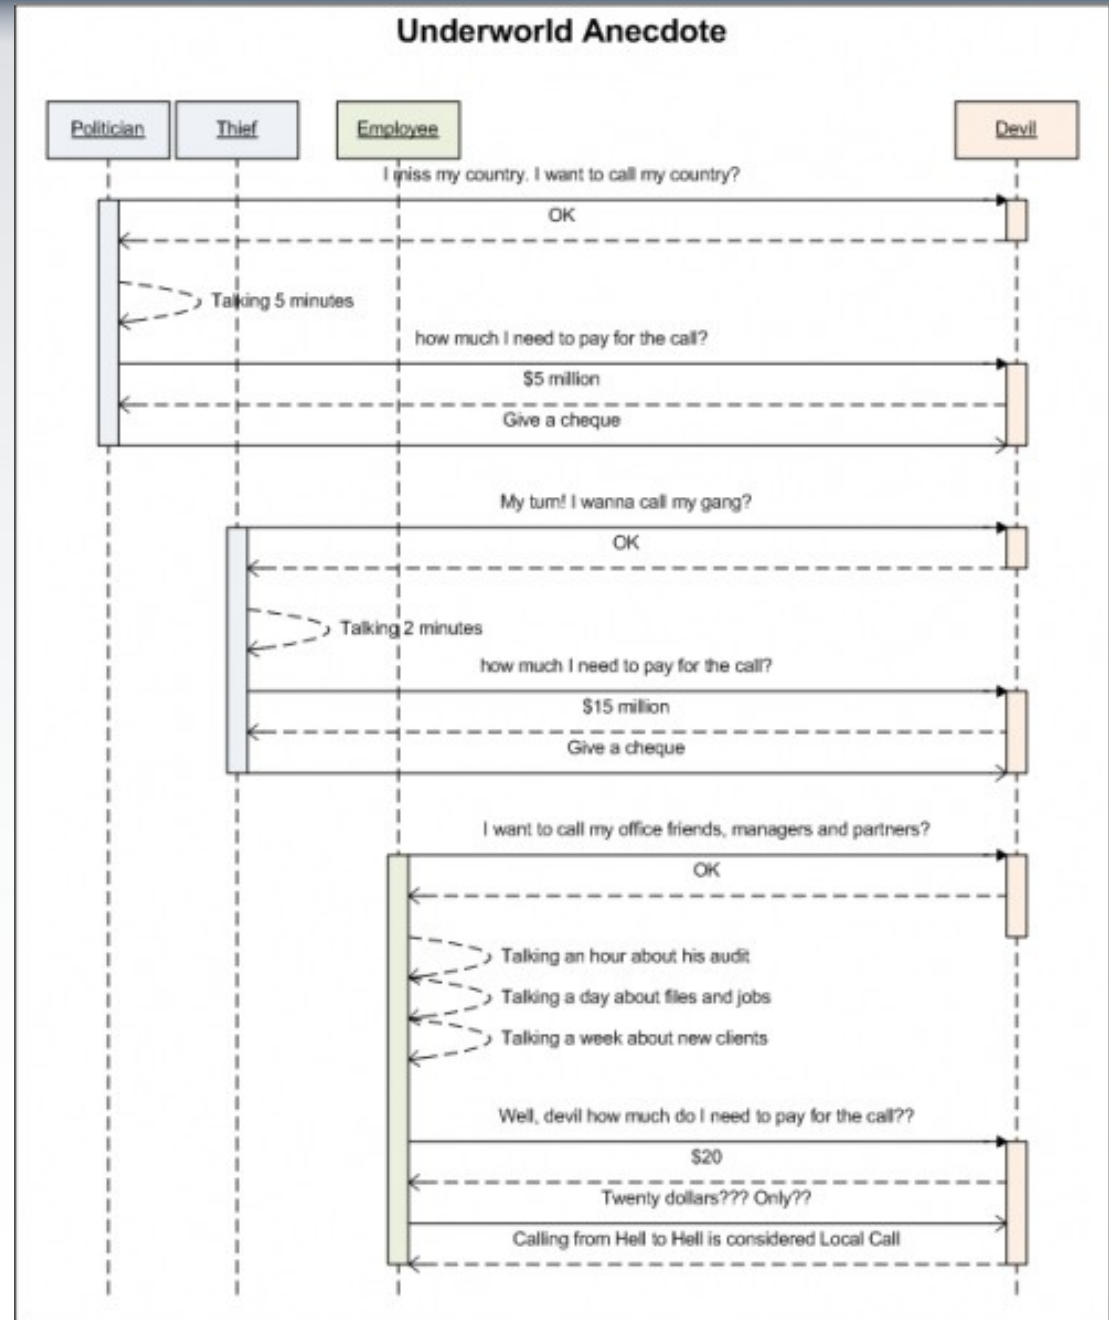 Underworld Anecdote
Politician
Thief
Employee
Devil
I miss my country. I want to call my country?
OK
Talking 5 minutes
how much I need to pay for the call?
$5 million
Give a cheque
My turn! I wanna call my gang?
OK
Talking 2 minutes
how much I need to pay for the call?
$15 million
Give a cheque
I want to call my office friends, managers and partners?
OK
Talking an hour about his audit
Talking a day about files and jobs
Talking a week about new clients
Well, devil how much do I need to pay for the call??
$20
Twenty dollars??? Only??
Calling from Hell to Hell is considered Local Call